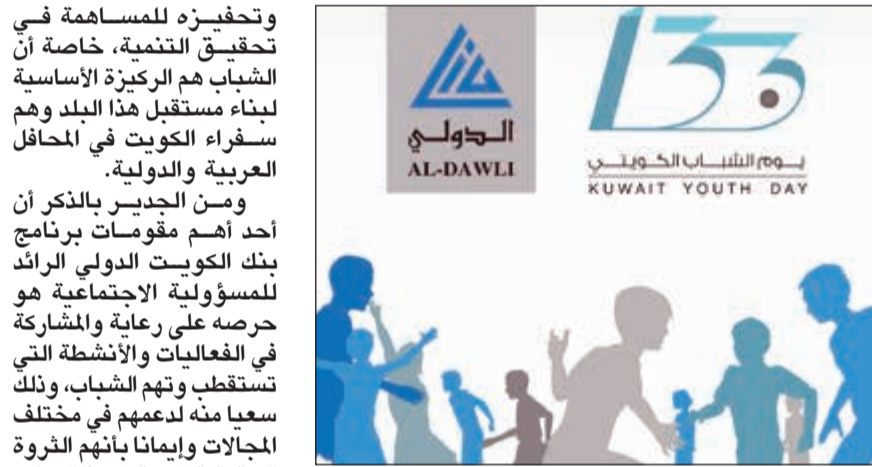 وتحفيزه للمساهمة في
تحقيق التنمية، خاصة أن
الشباب هم الركيزة الأساسية
لبناء مستقبل هذا البلد وهم
سفراء الكويت في المحافل
العربية والدولية.
ومن الجدير بالذكر أن
أحد أهم مقومات برنامج
بنك الكويت الدولي الرائد
للمسؤولية الاجتماعية هو
حرصه على رعاية والمشاركة
في الفعاليات والأنشطة التي
تستقطب وتهم الشباب، وذلك
سعيا منه لدعمهم في مختلف
المجالات وإيمانا بأنهم الثروة
الدولي
AL-DAWLI
133
يوم الشباب الكويتي
KUWAIT YOUTH DAY